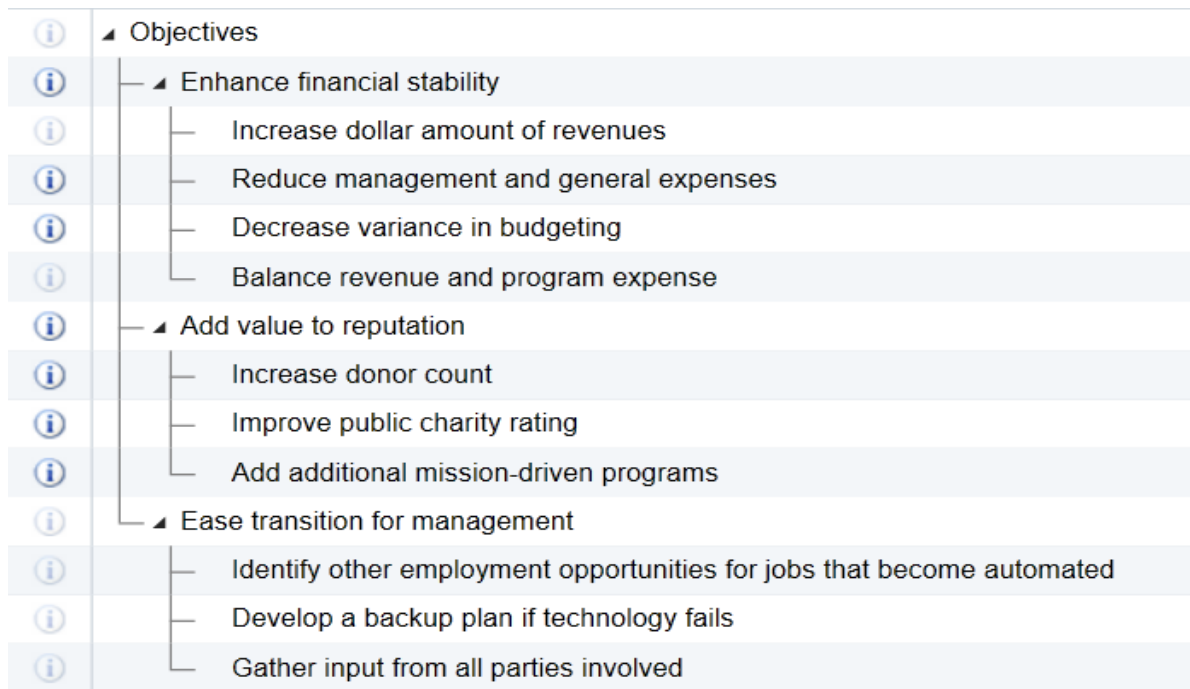 Objectives
Enhance financial stability
Increase dollar amount of revenues
Reduce management and general expenses
Decrease variance in budgeting
Balance revenue and program expense
Add value to reputation
Increase donor count
Improve public charity rating
Add additional mission-driven programs
Ease transition for management
Identify other employment opportunities for jobs that become automated
Develop a backup plan if technology fails
Gather input from all parties involved